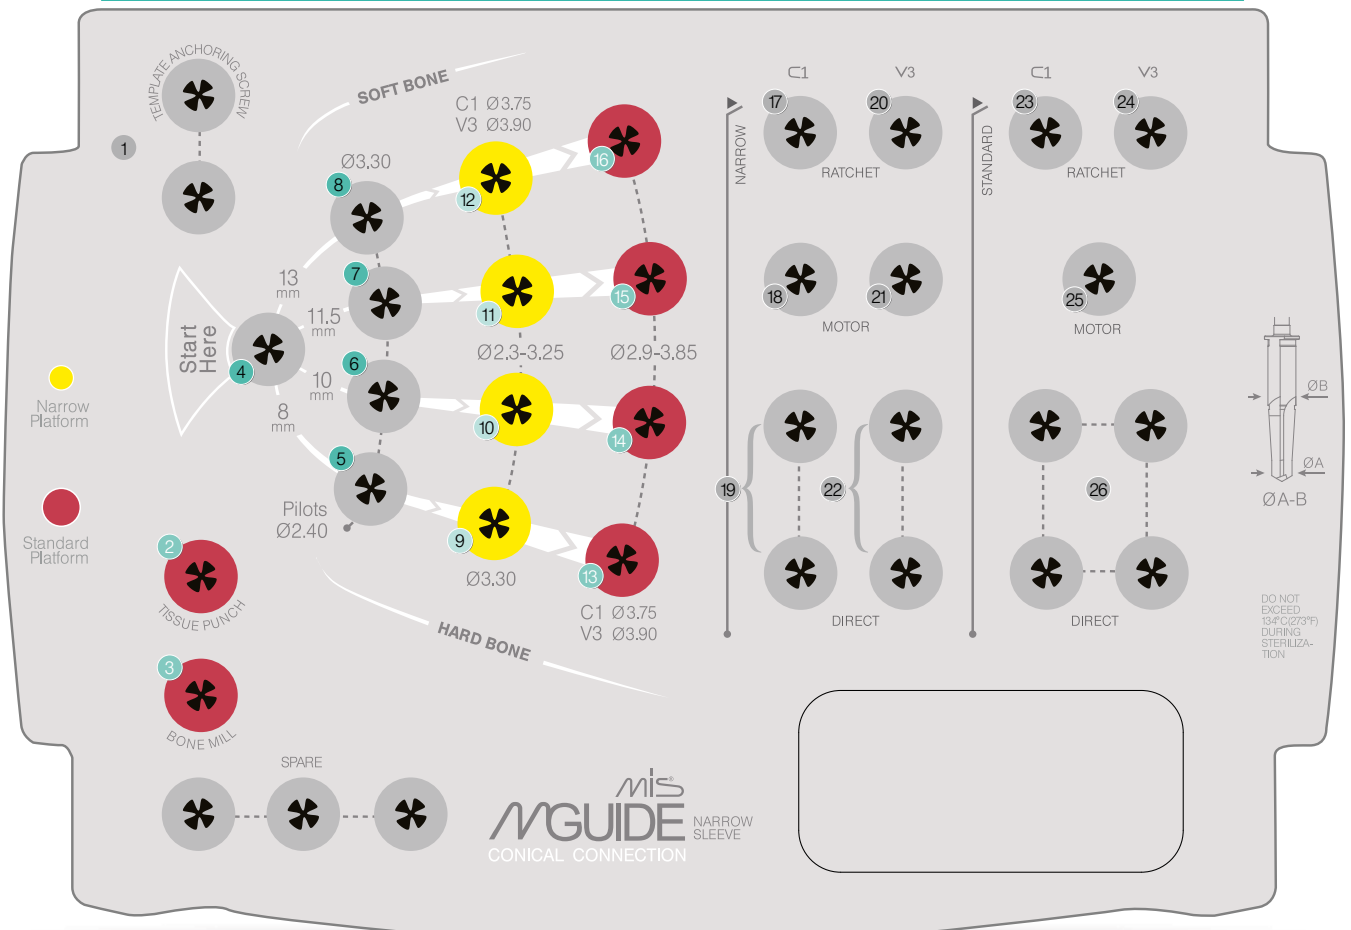 TEMPLATE ANCHORING SCREW
1
SOFT BONE
C1 Ø3.75
V3 Ø3.90
Ø3.30
8
12
16
13
mm
7
11.5
mm
11
15
Start
Here
4
Ø2.3-3.25
Ø2.9-3.85
6
10
mm
10
14
8
mm
5
Pilots
Ø2.40
9
Ø3.30
13
C1 Ø3.75
V3 Ø3.90
HARD BONE
Narrow
Platform
Standard
Platform
2
TISSUE PUNCH
3
BONE MILL
SPARE
NARROW
C1
V3
17
20
RATCHET
18
21
MOTOR
19
22
DIRECT
STANDARD
C1
V3
23
24
RATCHET
25
MOTOR
26
DIRECT
ØB
ØA
ØA-B
DO NOT
EXCEED
134°C(273°F)
DURING
STERILIZA-
TION
mis®
MGUIDE
NARROW
SLEEVE
CONICAL CONNECTION